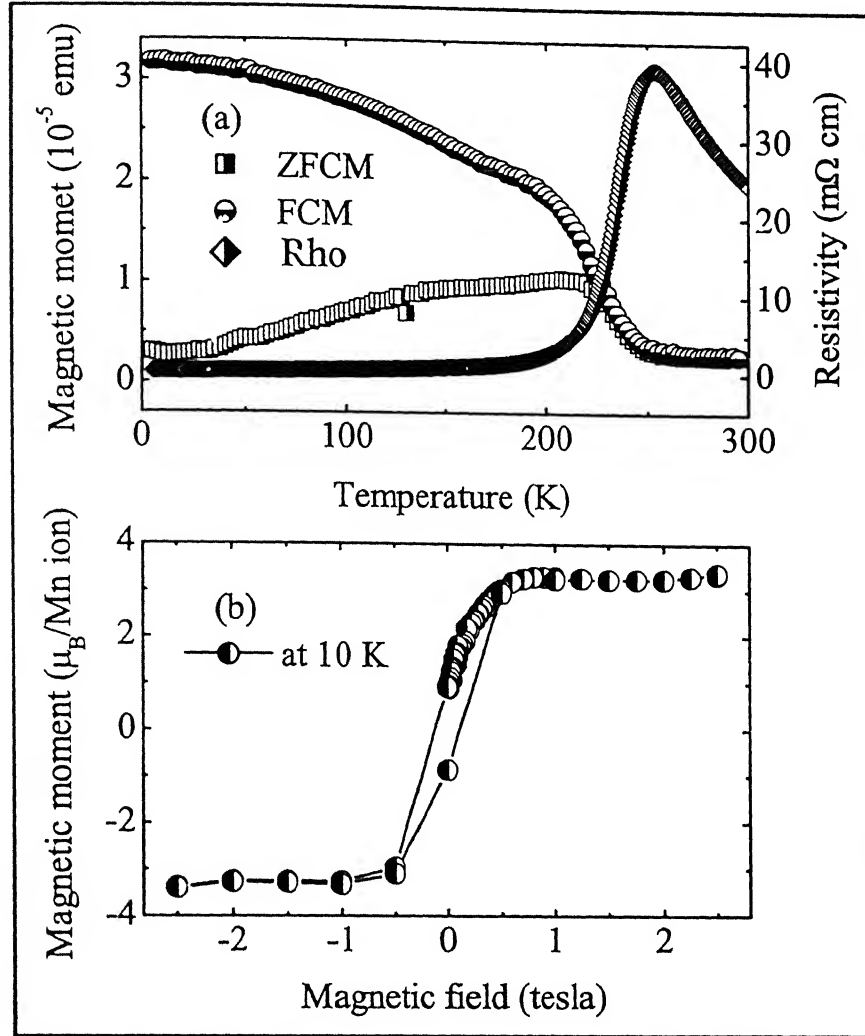 Magnetic momet (10⁻⁵ emu)
3
2
1
0
(a)
ZFCM
FCM
Rho
40
30
20
10
0
Resistivity (mΩ cm)
0
100
200
300
Temperature (K)
Magnetic moment (μB/Mn ion)
4
2
0
-2
-4
(b)
at 10 K
-2
-1
0
1
2
Magnetic field (tesla)